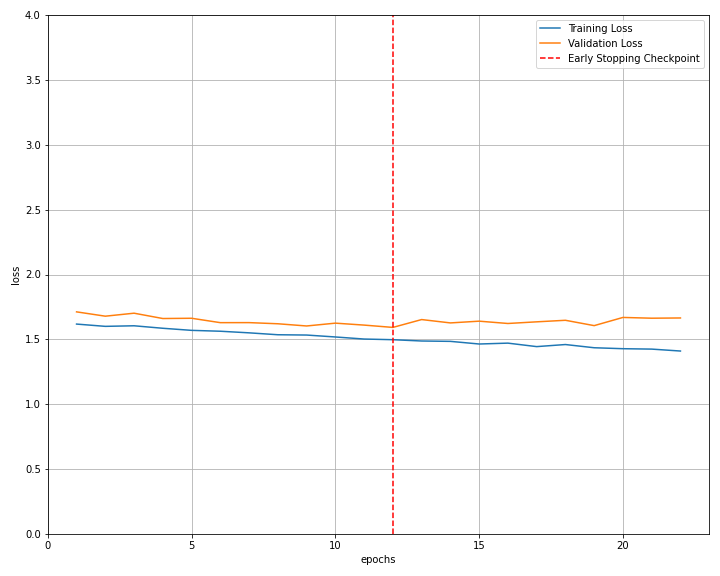 Training Loss
Validation Loss
Early Stopping Checkpoint
4.0
3.5
3.0
2.5
2.0
1.5
1.0
0.5
0.0
loss
0 5 10 15 20
epochs